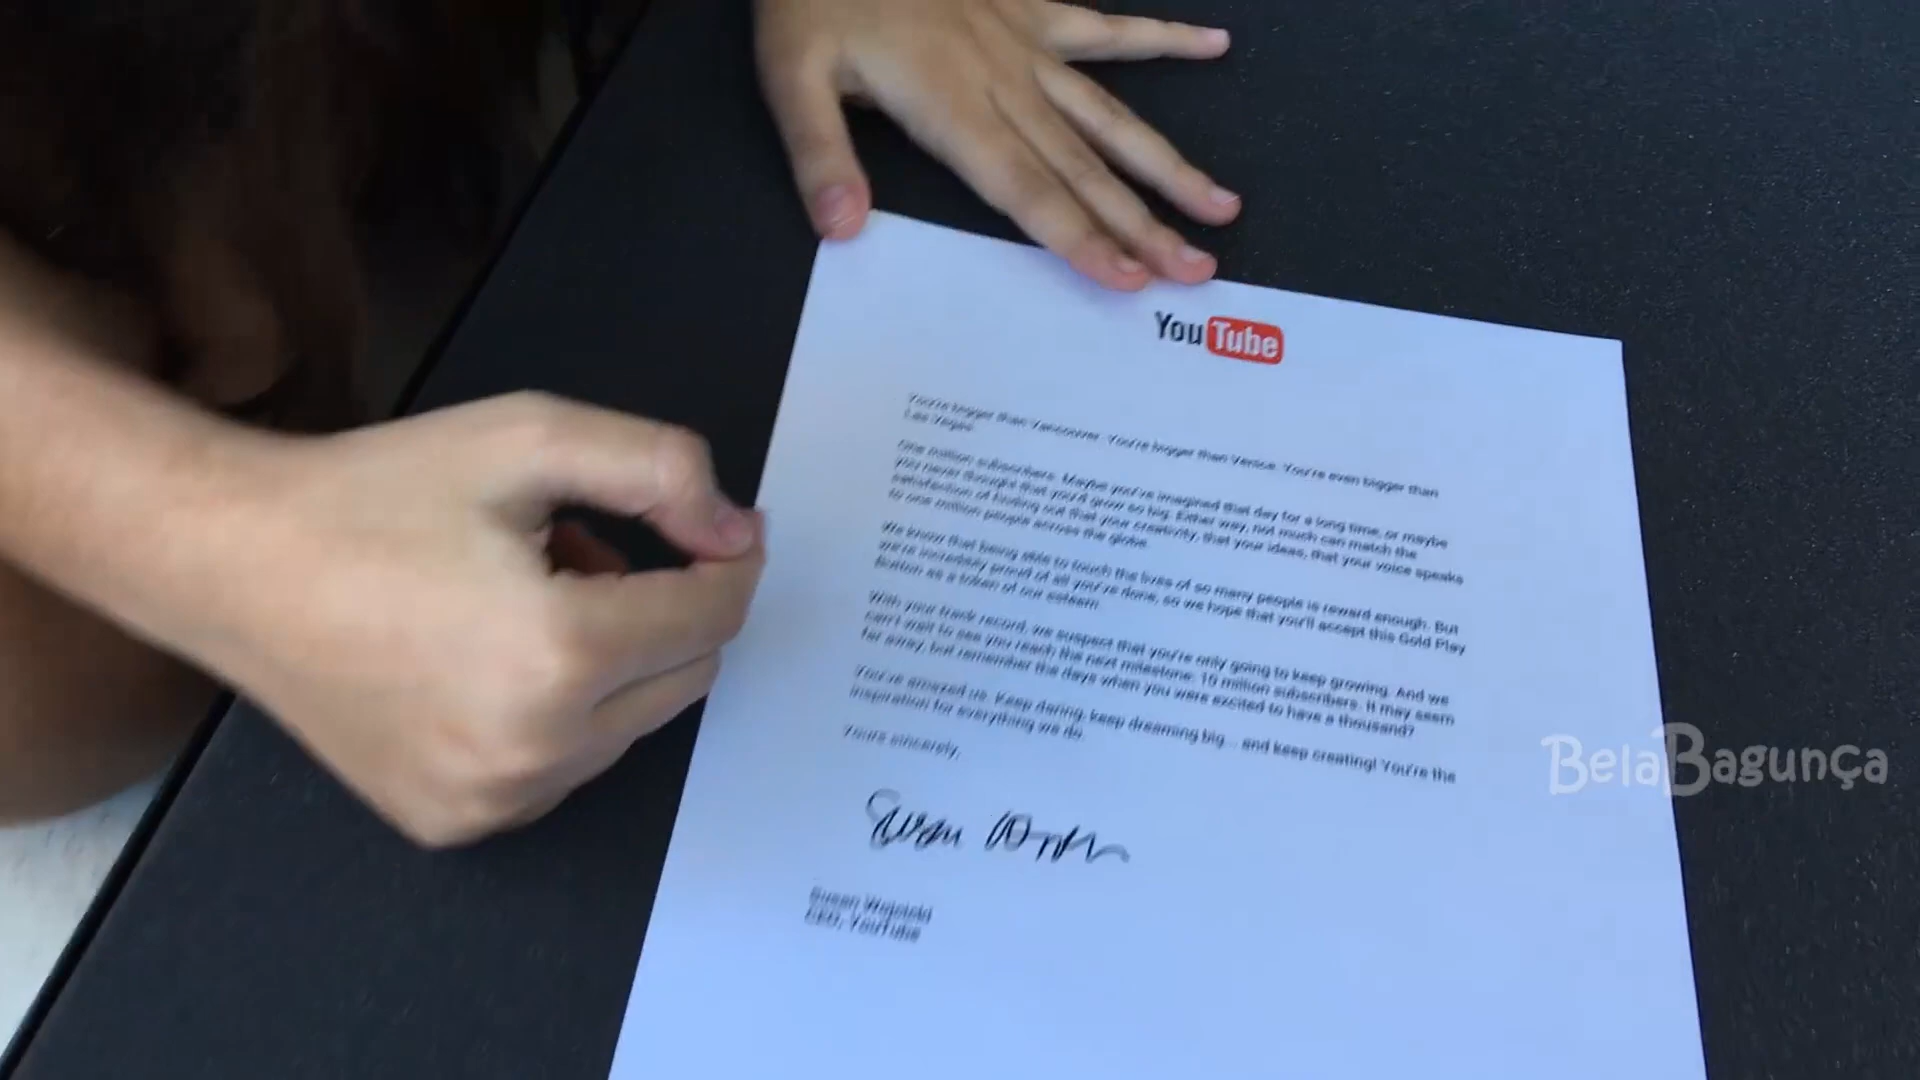 YouTube
You're bigger than Vancouver. You're bigger than Venice. You're even bigger than
Las Vegas.
One million subscribers. Maybe you've imagined that day for a long time, or maybe
you never thought that you'd grow so big. Either way, not much can match the
satisfaction of finding out that your creativity, that your ideas, that your voice speaks
to one million people across the globe.
We know that being able to touch the lives of so many people is reward enough. But
we're incredibly proud of all you've done, so we hope that you'll accept this Gold Play
Button as a token of our esteem.
With your track record, we suspect that you're only going to keep growing. And we
can't wait to see you reach the next milestone: 10 million subscribers. It may seem
far away, but remember the days when you were excited to have a thousand?
You've amazed us. Keep daring, keep dreaming big... and keep creating! You're the
inspiration for everything we do.
Yours sincerely,
Susan Wojcicki
CEO, YouTube
BelaBagunça